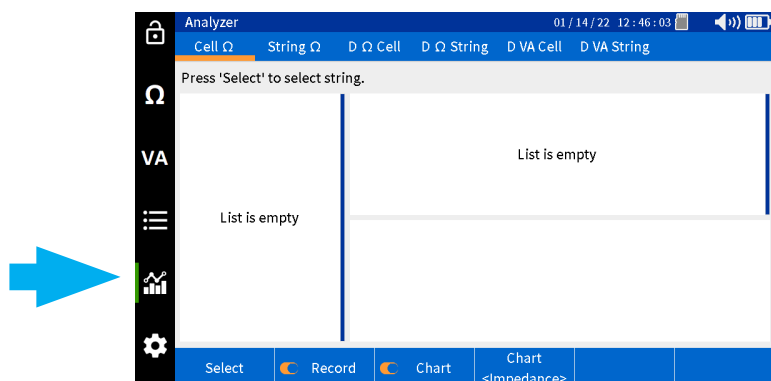 Analyzer 01/14/22 12:46:03
Cell Ω String Ω D Ω Cell D Ω String D VA Cell D VA String
Press 'Select' to select string.
Ω
VA
List is empty
List is empty
Select Record Chart Chart
<Impedance>